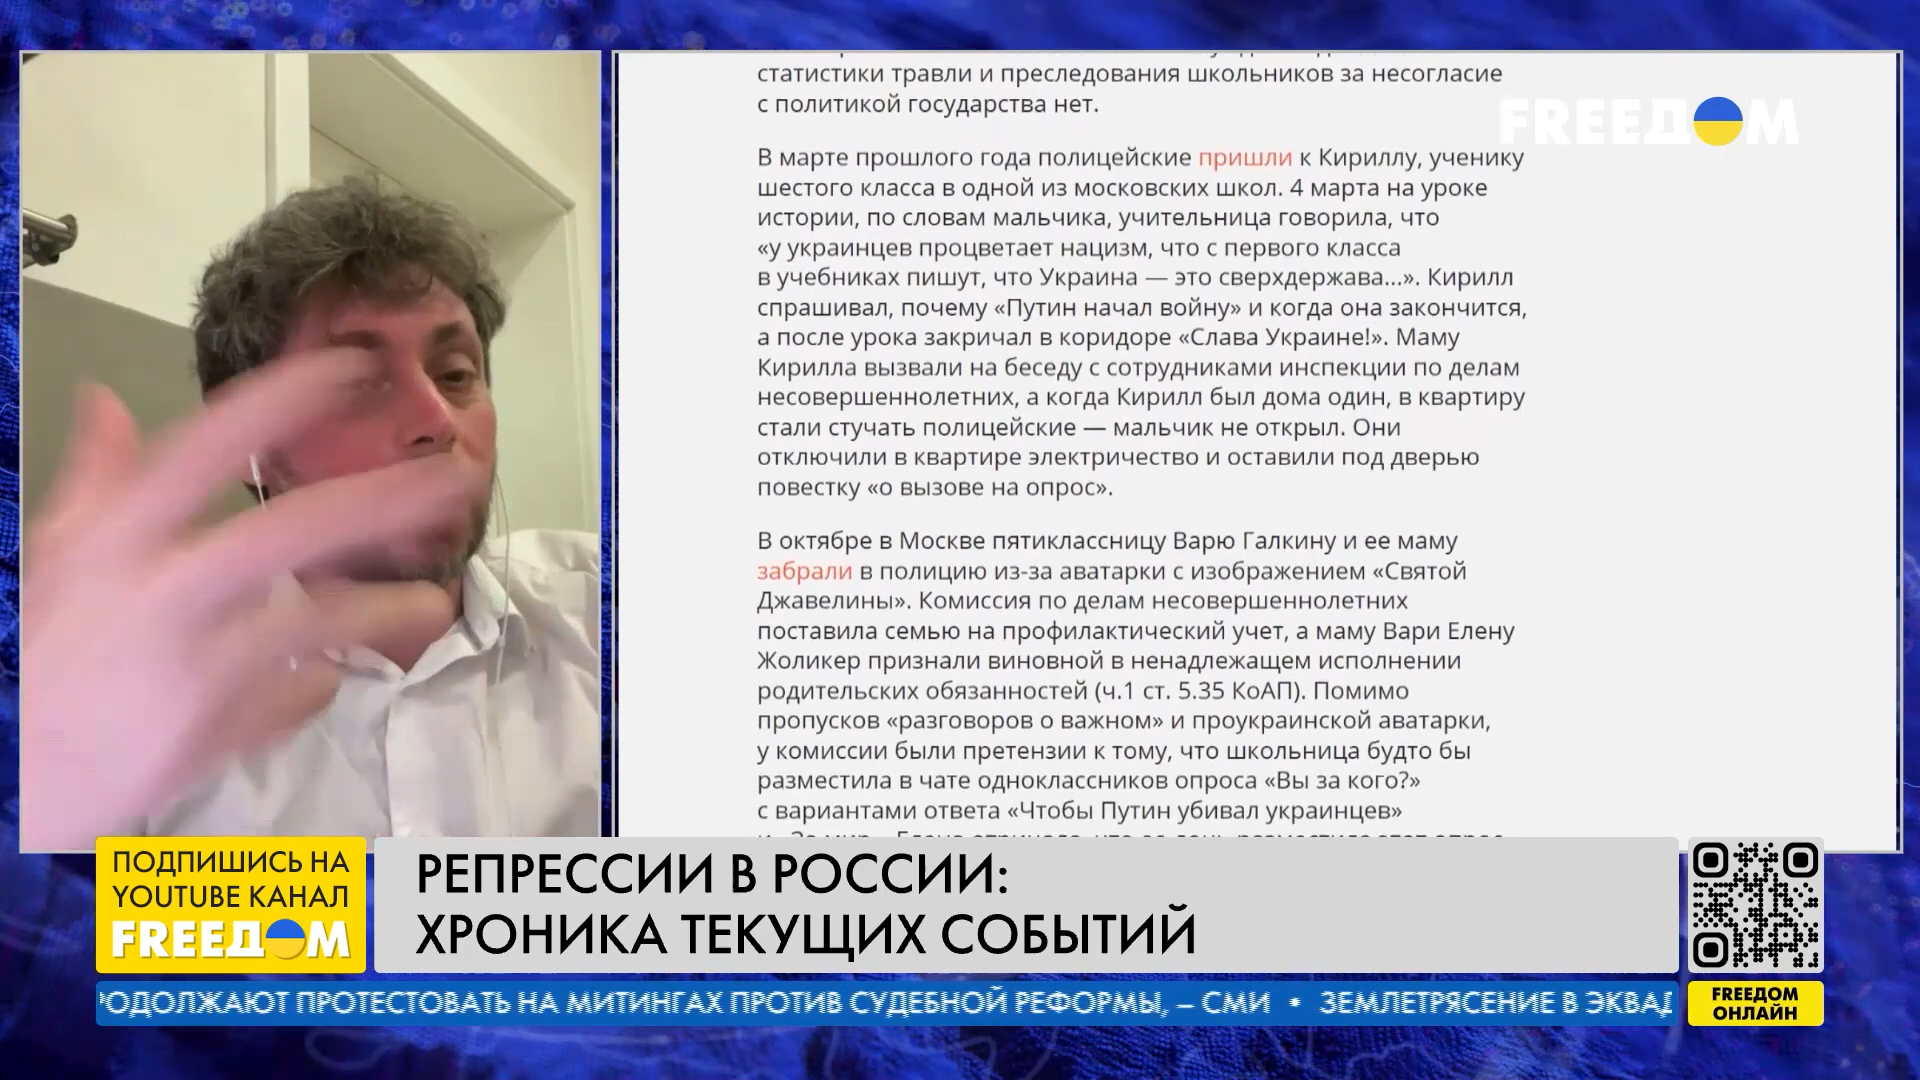 статистики травли и преследования школьников за несогласие
с политикой государства нет.
FREEДOM
В марте прошлого года полицейские пришли к Кириллу, ученику
шестого класса в одной из московских школ. 4 марта на уроке
истории, по словам мальчика, учительница говорила, что
«у украинцев процветает нацизм, что с первого класса
в учебниках пишут, что Украина — это сверхдержава...». Кирилл
спрашивал, почему «Путин начал войну» и когда она закончится,
а после урока закричал в коридоре «Слава Украине!». Маму
Кирилла вызвали на беседу с сотрудниками инспекции по делам
несовершеннолетних, а когда Кирилл был дома один, в квартиру
стали стучать полицейские — мальчик не открыл. Они
отключили в квартире электричество и оставили под дверью
повестку «о вызове на опрос».
В октябре в Москве пятиклассницу Варю Галкину и ее маму
забрали в полицию из-за аватарки с изображением «Святой
Джавелины». Комиссия по делам несовершеннолетних
поставила семью на профилактический учет, а маму Вари Елену
Жоликер признали виновной в ненадлежащем исполнении
родительских обязанностей (ч.1 ст. 5.35 КоАП). Помимо
пропусков «разговоров о важном» и проукраинской аватарки,
у комиссии были претензии к тому, что школьница будто бы
разместила в чате одноклассников опроса «Вы за кого?»
с вариантами ответа «Чтобы Путин убивал украинцев»
ПОДПИШИСЬ НА
YOUTUBE КАНАЛ
FREEДOM
РЕПРЕССИИ В РОССИИ:
ХРОНИКА ТЕКУЩИХ СОБЫТИЙ
РОДОЛЖАЮТ ПРОТЕСТОВАТЬ НА МИТИНГАХ ПРОТИВ СУДЕБНОЙ РЕФОРМЫ, – СМИ • ЗЕМЛЕТРЯСЕНИЕ В ЭКВАД
FREEДОM
ОНЛАЙН